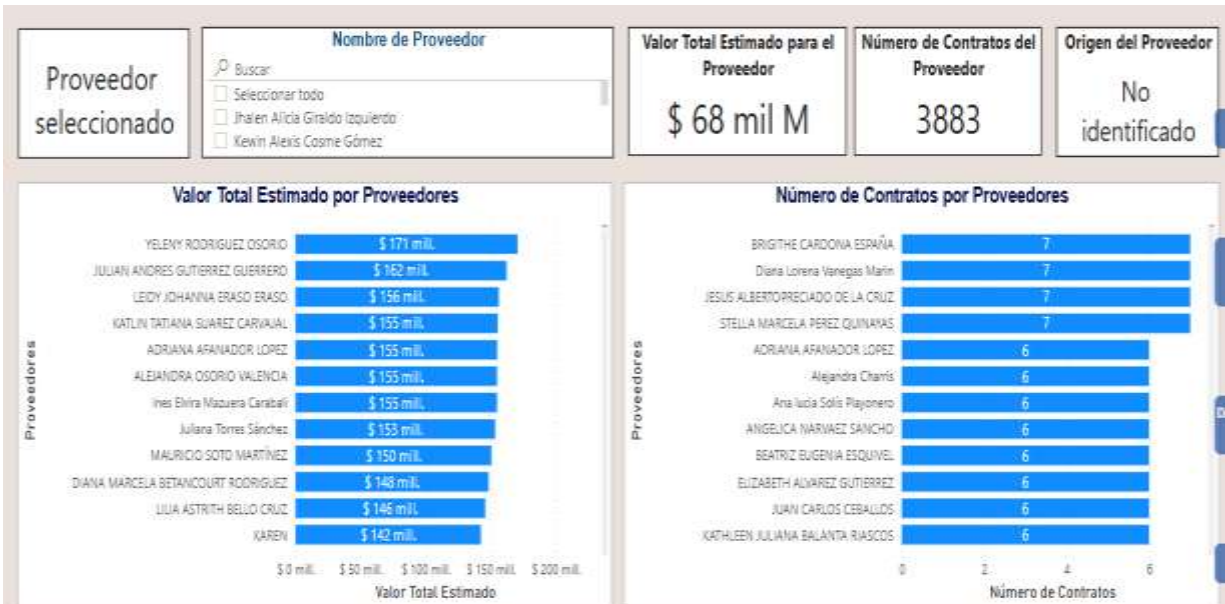 Proveedor
seleccionado
Nombre de Proveedor
Buscar
Seleccionar todo
Jhalen Alicia Giraldo Izquierdo
Kewin Alexis Cosme Gómez
Valor Total Estimado para el
Proveedor
$ 68 mil M
Número de Contratos del
Proveedor
3883
Origen del Proveedor
No
identificado
Valor Total Estimado por Proveedores
Proveedores
YELENY RODRIGUEZ OSORIO $ 171 mill.
JULIAN ANDRES GUTIERREZ GUERRERO $ 162 mill.
LEIDY JOHANNA ERASO ERASO $ 156 mill.
KATLIN TATIANA SUAREZ CARVAJAL $ 155 mill.
ADRIANA AFANADOR LOPEZ $ 155 mill.
ALEJANDRA OSORIO VALENCIA $ 155 mill.
Ines Elvira Mazuera Carabali $ 155 mill.
Juliana Torres Sánchez $ 153 mill.
MAURICIO SOTO MARTÍNEZ $ 150 mill.
DIANA MARCELA BETANCOURT RODRIGUEZ $ 148 mill.
LILIA ASTRITH BELLO CRUZ $ 146 mill.
KAREN $ 142 mill.
$ 0 mill. $ 50 mill. $ 100 mill. $ 150 mill. $ 200 mill.
Valor Total Estimado
Número de Contratos por Proveedores
Proveedores
BRIGITHE CARDONA ESPAÑA 7
Diana Lorena Vanegas Marin 7
JESUS ALBERTO PRECIADO DE LA CRUZ 7
STELLA MARCELA PEREZ QUINAYAS 7
ADRIANA AFANADOR LOPEZ 6
Alejandra Charris 6
Ana lucia Solís Playonero 6
ANGELICA NARVAEZ SANCHO 6
BEATRIZ EUGENIA ESQUIVEL 6
ELIZABETH ALVAREZ GUTIERREZ 6
JUAN CARLOS CEBALLOS 6
KATHLEEN JULIANA BALANTA RIASCOS 6
0 2 4 6
Número de Contratos